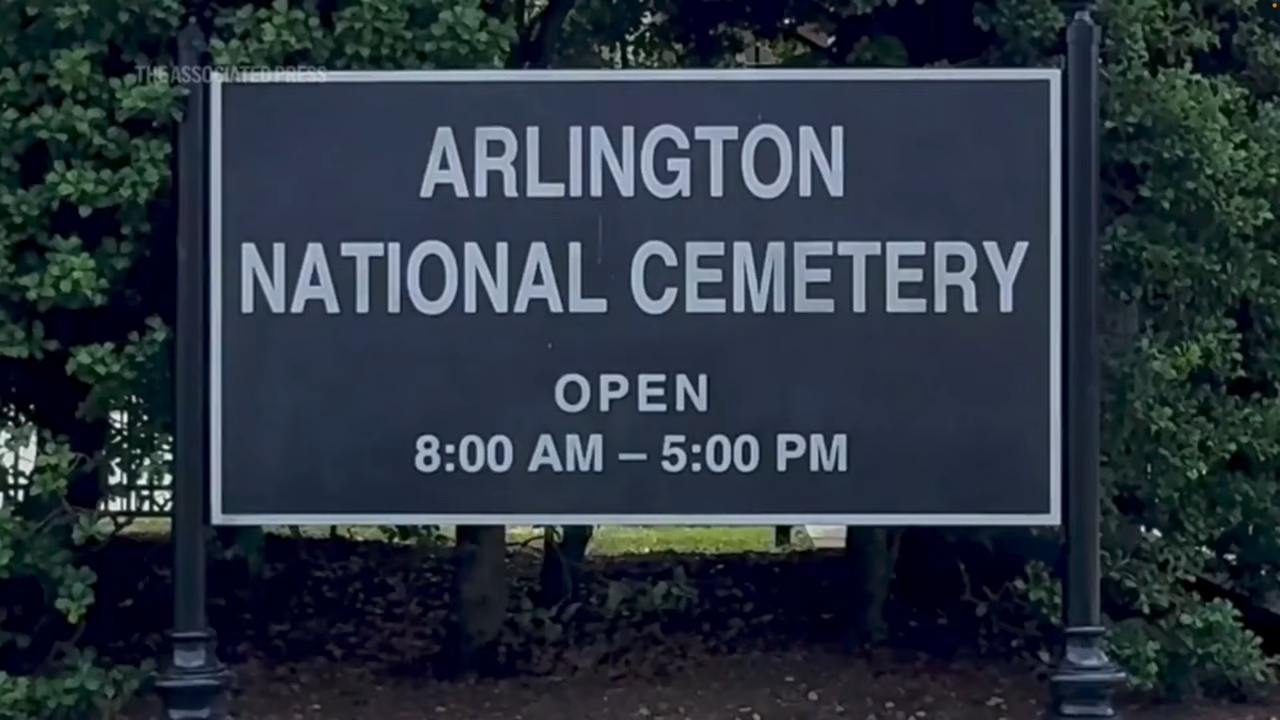 THE ASSOCIATED PRESS
ARLINGTON
NATIONAL CEMETERY
OPEN
8:00 AM – 5:00 PM